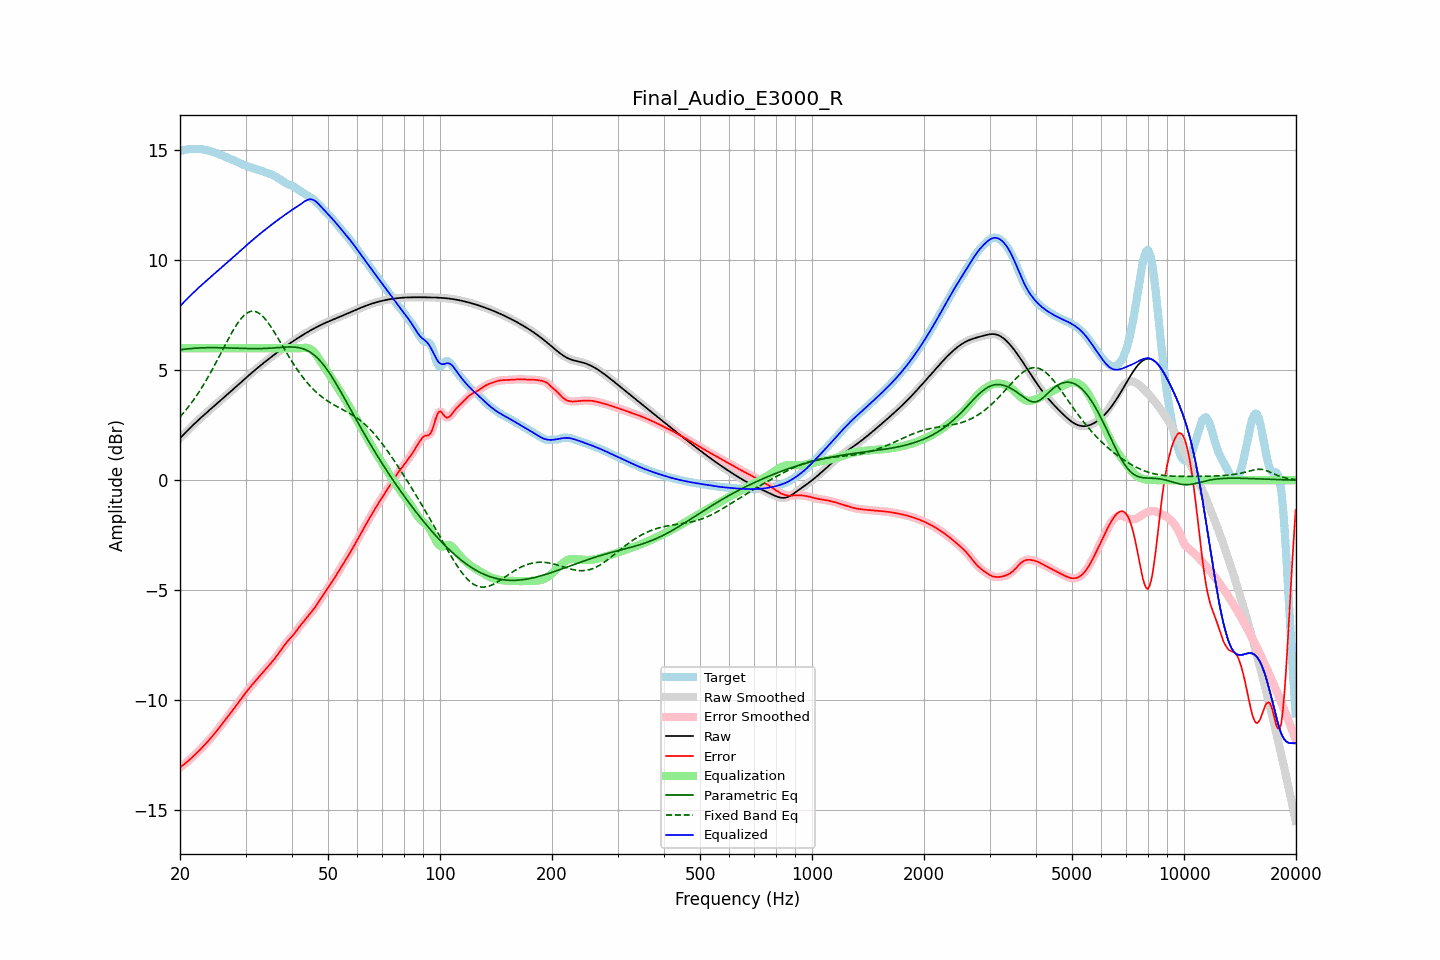 Final_Audio_E3000_R
Amplitude (dBr)
15
10
5
0
−5
−10
−15
Target
Raw Smoothed
Error Smoothed
Raw
Error
Equalization
Parametric Eq
Fixed Band Eq
Equalized
20 50 100 200 500 1000 2000 5000 10000 20000
Frequency (Hz)